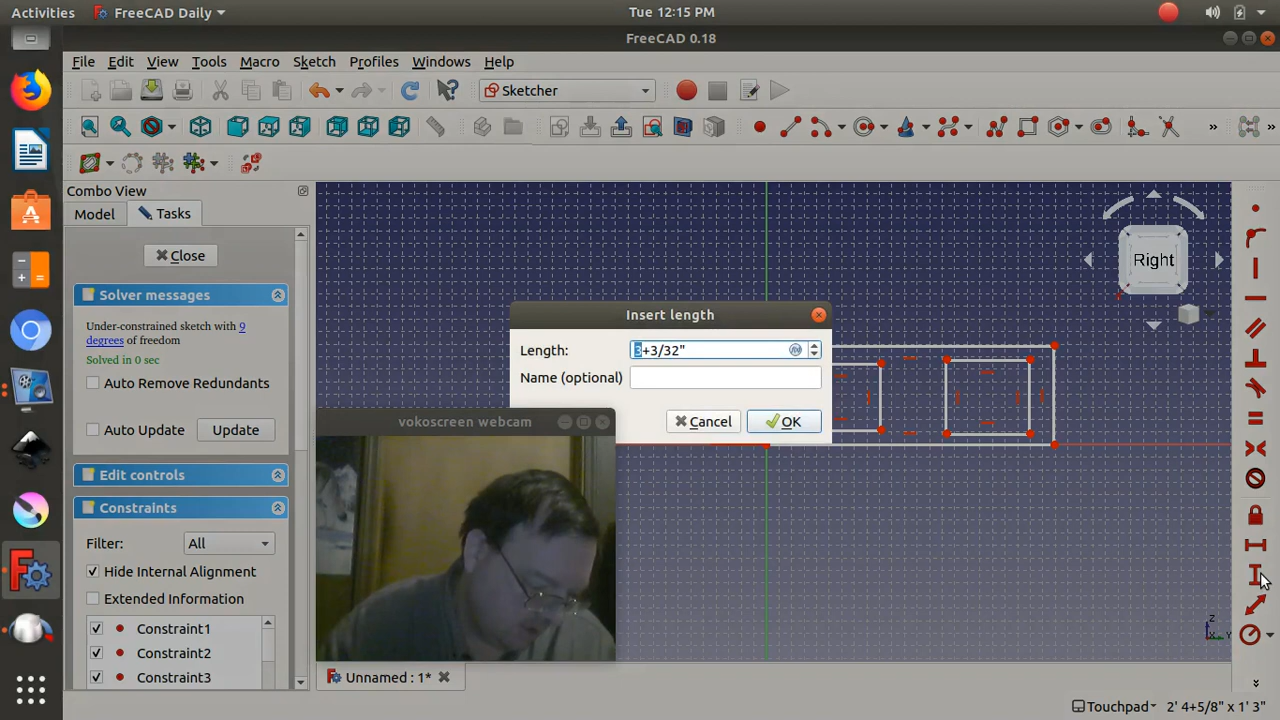 Activities FreeCAD Daily Tue 12:15 PM
FreeCAD 0.18
File Edit View Tools Macro Sketch Profiles Windows Help
Sketcher
Combo View
Model Tasks
Close
Solver messages
Under-constrained sketch with 9
degrees of freedom
Solved in 0 sec
Auto Remove Redundants
Auto Update Update
Edit controls
Constraints
Filter: All
Hide Internal Alignment
Extended Information
Constraint1
Constraint2
Constraint3
Right
Insert length
Length: 3+3/32"
Name (optional)
Cancel OK
vokoscreen webcam
Z
X Y
Unnamed : 1*
Touchpad 2' 4+5/8" x 1' 3"